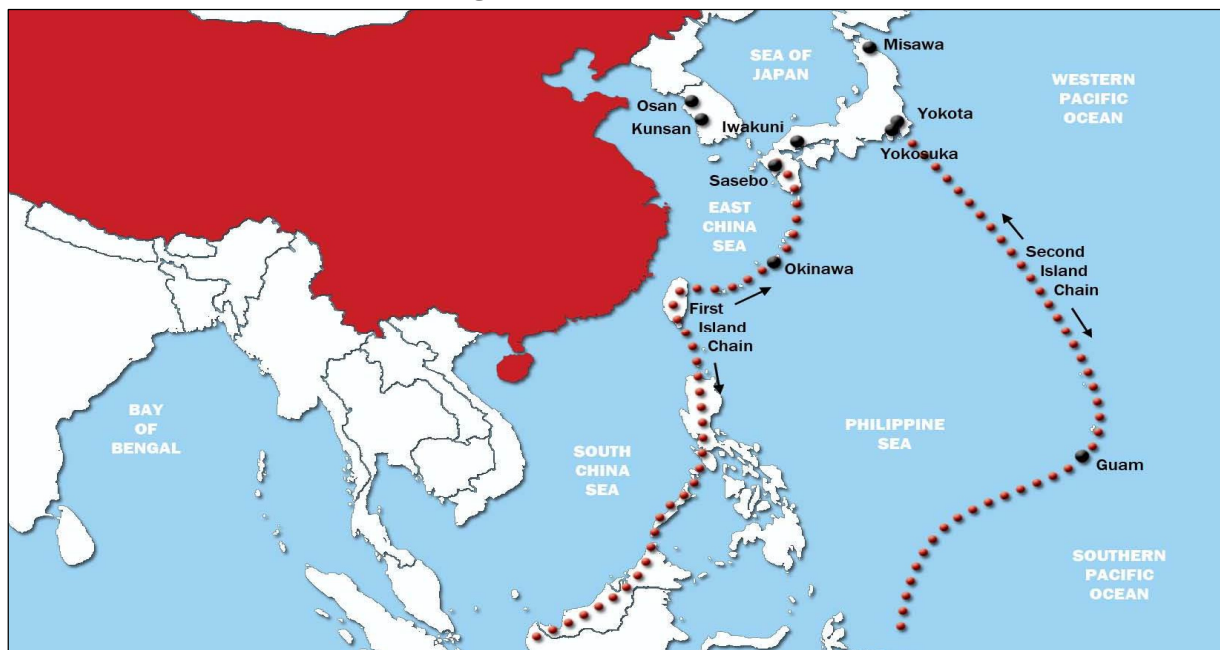 SEA OF
JAPAN
Misawa
WESTERN
PACIFIC
OCEAN
Osan
Kunsan
Iwakuni
Yokota
Yokosuka
Sasebo
EAST
CHINA
SEA
Okinawa
Second
Island
Chain
First
Island
Chain
BAY
OF
BENGAL
SOUTH
CHINA
SEA
PHILIPPINE
SEA
Guam
SOUTHERN
PACIFIC
OCEAN